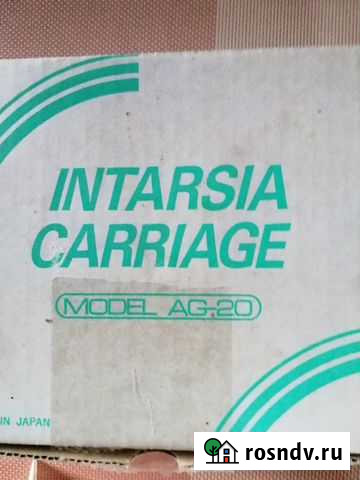 INTARSIA
CARRIAGE
MODEL AG-20
IN JAPAN
rosndv.ru